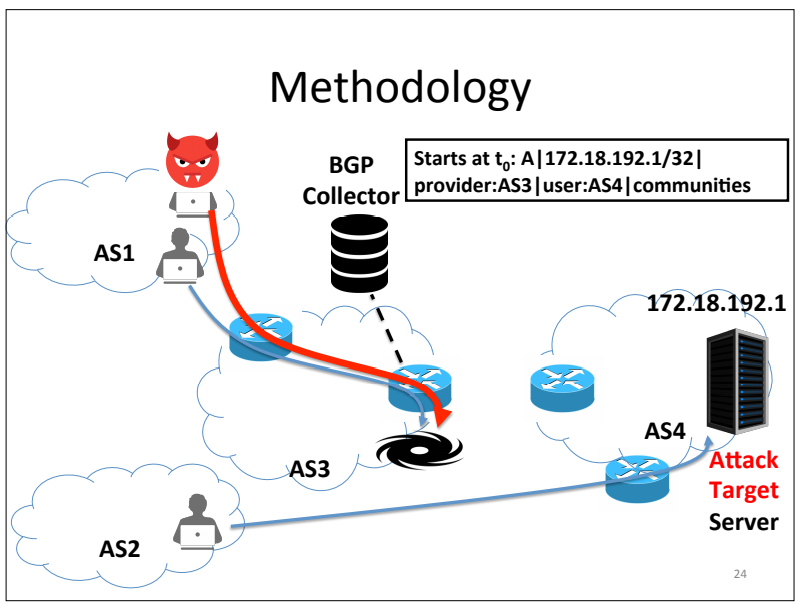 Methodology
BGP
Collector
Starts at t0: A|172.18.192.1/32|
provider:AS3|user:AS4|communities
AS1
172.18.192.1
AS4
AS3
Attack
Target
Server
AS2
24